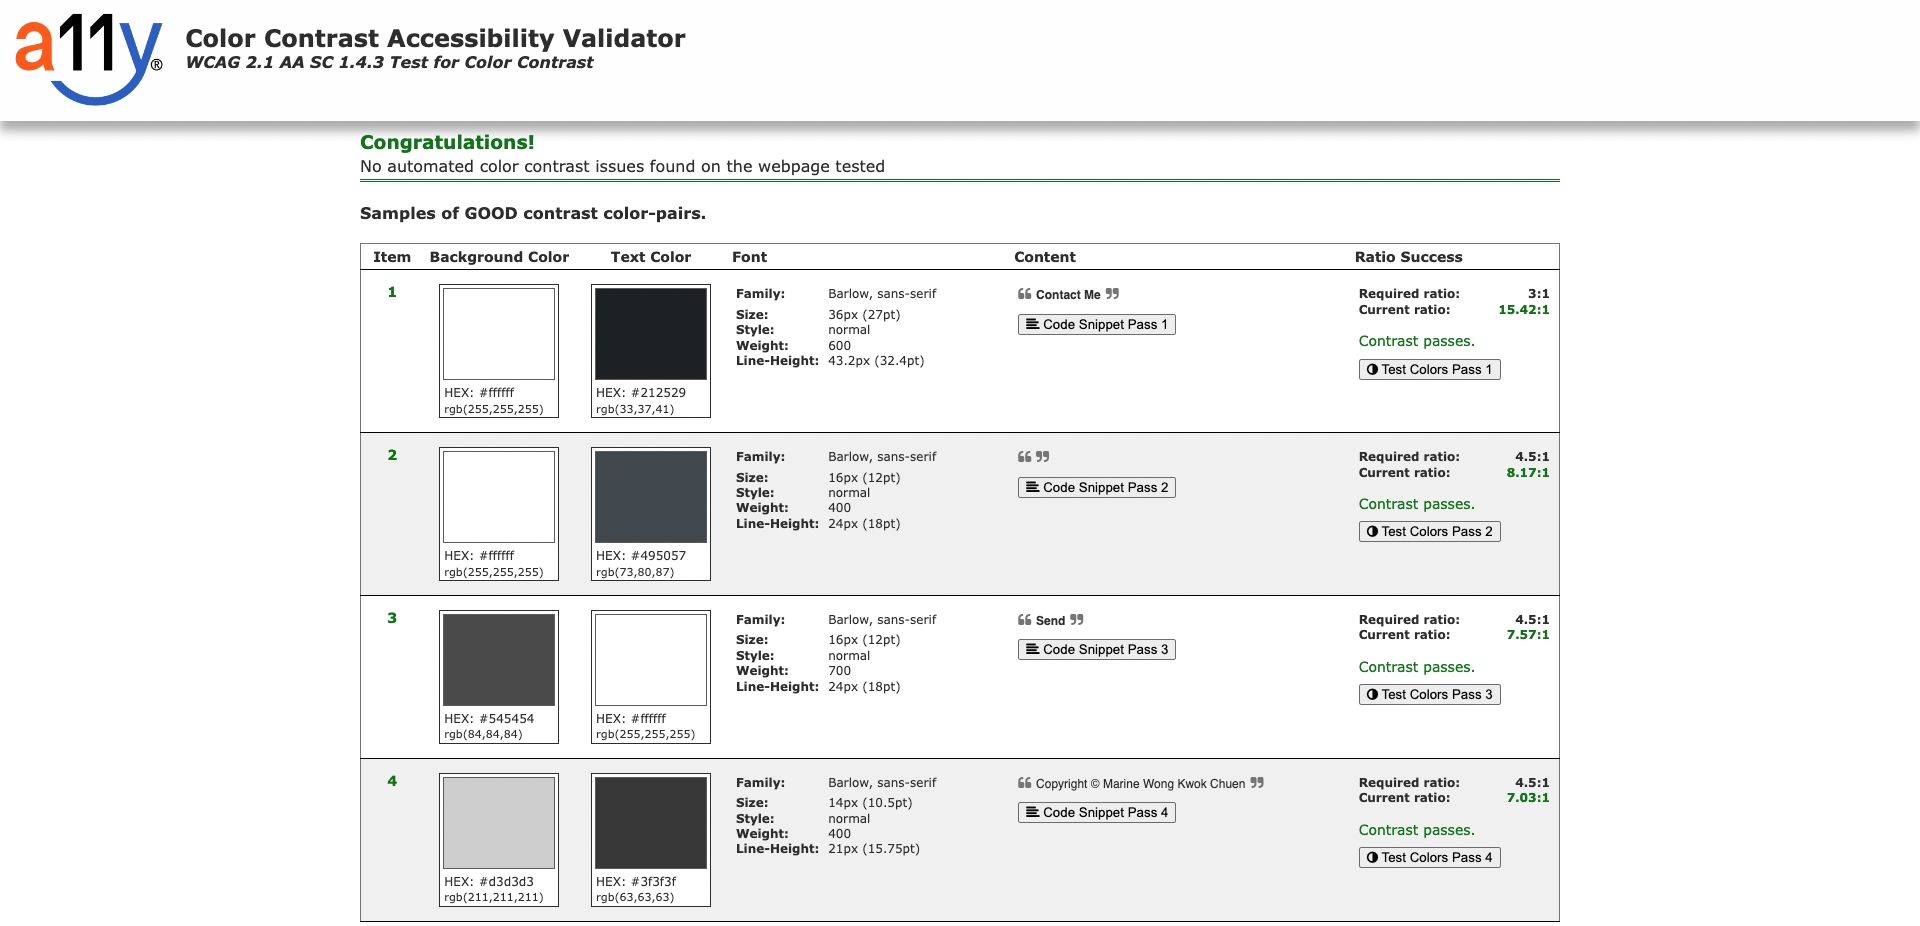 a11y®
Color Contrast Accessibility Validator
WCAG 2.1 AA SC 1.4.3 Test for Color Contrast
Congratulations!
No automated color contrast issues found on the webpage tested
Samples of GOOD contrast color-pairs.
Item Background Color Text Color Font Content Ratio Success
1
HEX: #ffffff
rgb(255,255,255)
HEX: #212529
rgb(33,37,41)
Family: Barlow, sans-serif
Size: 36px (27pt)
Style: normal
Weight: 600
Line-Height: 43.2px (32.4pt)
❝ Contact Me ❞
Code Snippet Pass 1
Required ratio: 3:1
Current ratio: 15.42:1
Contrast passes.
Test Colors Pass 1
2
HEX: #ffffff
rgb(255,255,255)
HEX: #495057
rgb(73,80,87)
Family: Barlow, sans-serif
Size: 16px (12pt)
Style: normal
Weight: 400
Line-Height: 24px (18pt)
❝ ❞
Code Snippet Pass 2
Required ratio: 4.5:1
Current ratio: 8.17:1
Contrast passes.
Test Colors Pass 2
3
HEX: #545454
rgb(84,84,84)
HEX: #ffffff
rgb(255,255,255)
Family: Barlow, sans-serif
Size: 16px (12pt)
Style: normal
Weight: 700
Line-Height: 24px (18pt)
❝ Send ❞
Code Snippet Pass 3
Required ratio: 4.5:1
Current ratio: 7.57:1
Contrast passes.
Test Colors Pass 3
4
HEX: #d3d3d3
rgb(211,211,211)
HEX: #3f3f3f
rgb(63,63,63)
Family: Barlow, sans-serif
Size: 14px (10.5pt)
Style: normal
Weight: 400
Line-Height: 21px (15.75pt)
❝ Copyright © Marine Wong Kwok Chuen ❞
Code Snippet Pass 4
Required ratio: 4.5:1
Current ratio: 7.03:1
Contrast passes.
Test Colors Pass 4